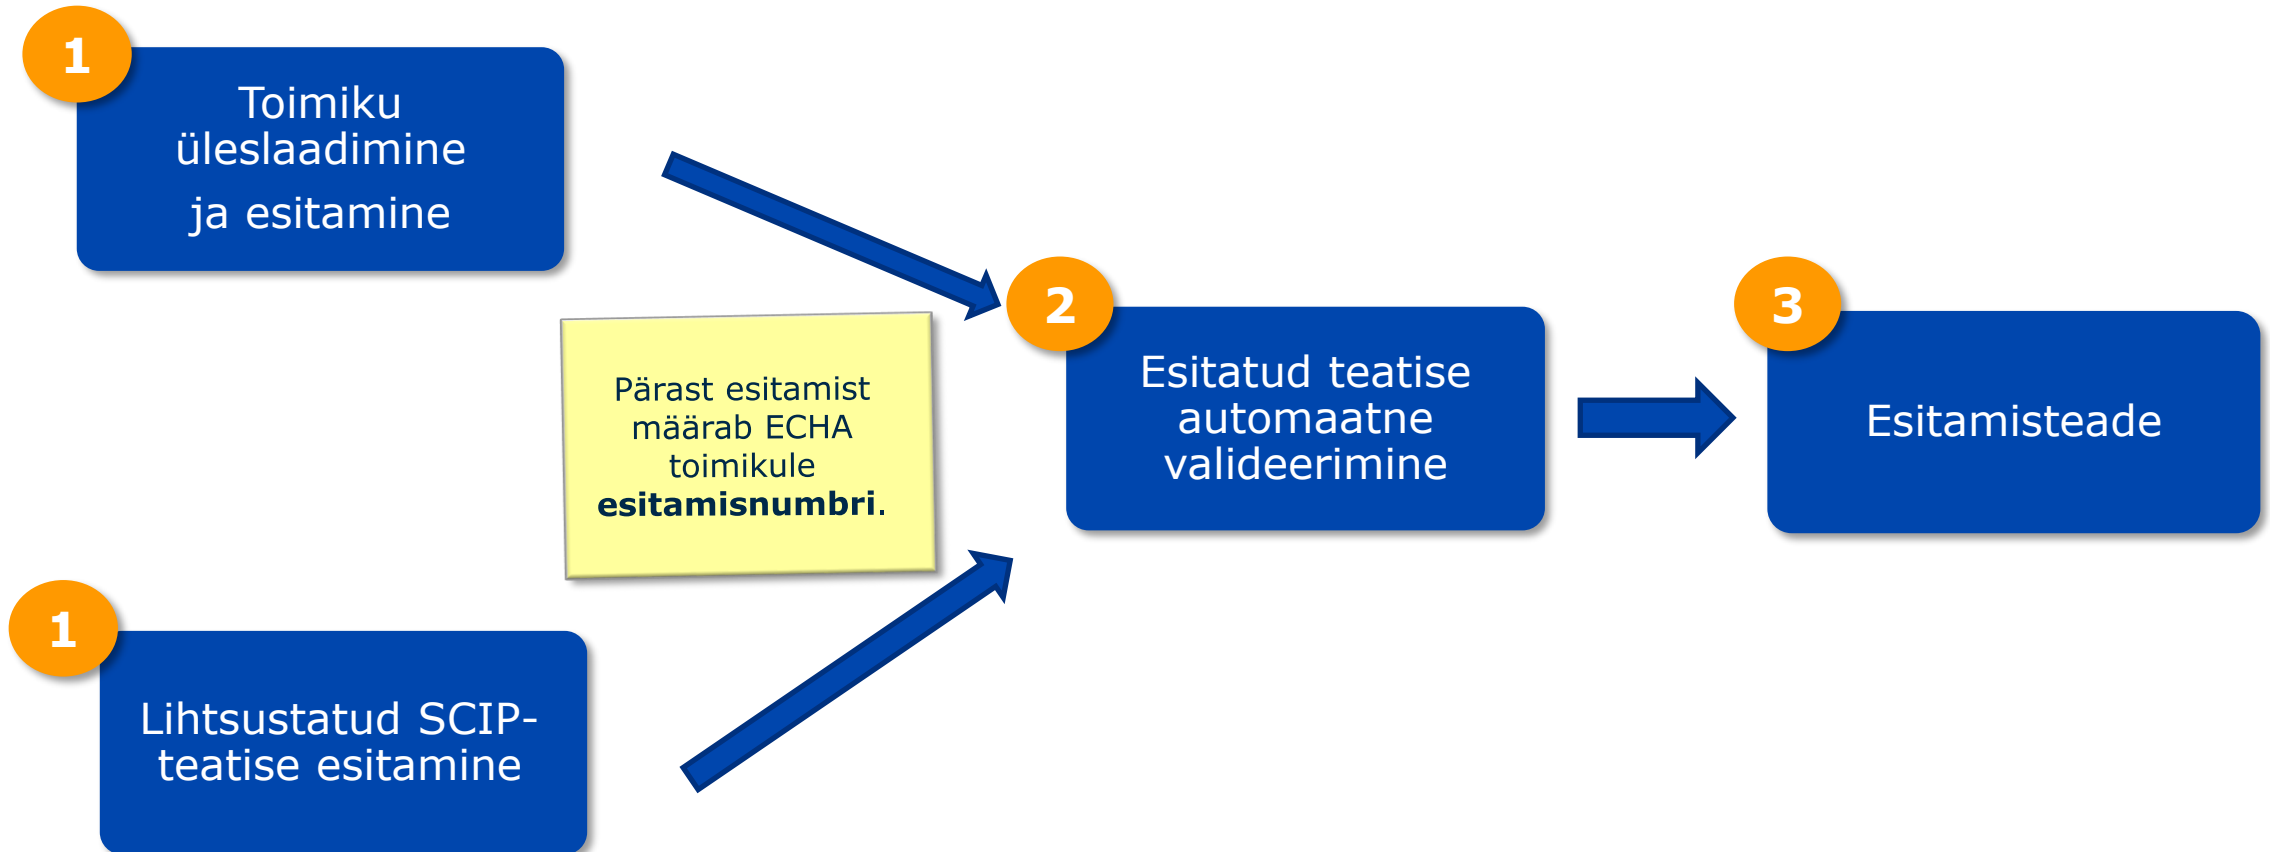 1
Toimiku
üleslaadimine
ja esitamine
Pärast esitamist
määrab ECHA
toimikule
esitamisnumbri.
1
Lihtsustatud SCIP-
teatise esitamine
2
Esitatud teatise
automaatne
valideerimine
3
Esitamisteade